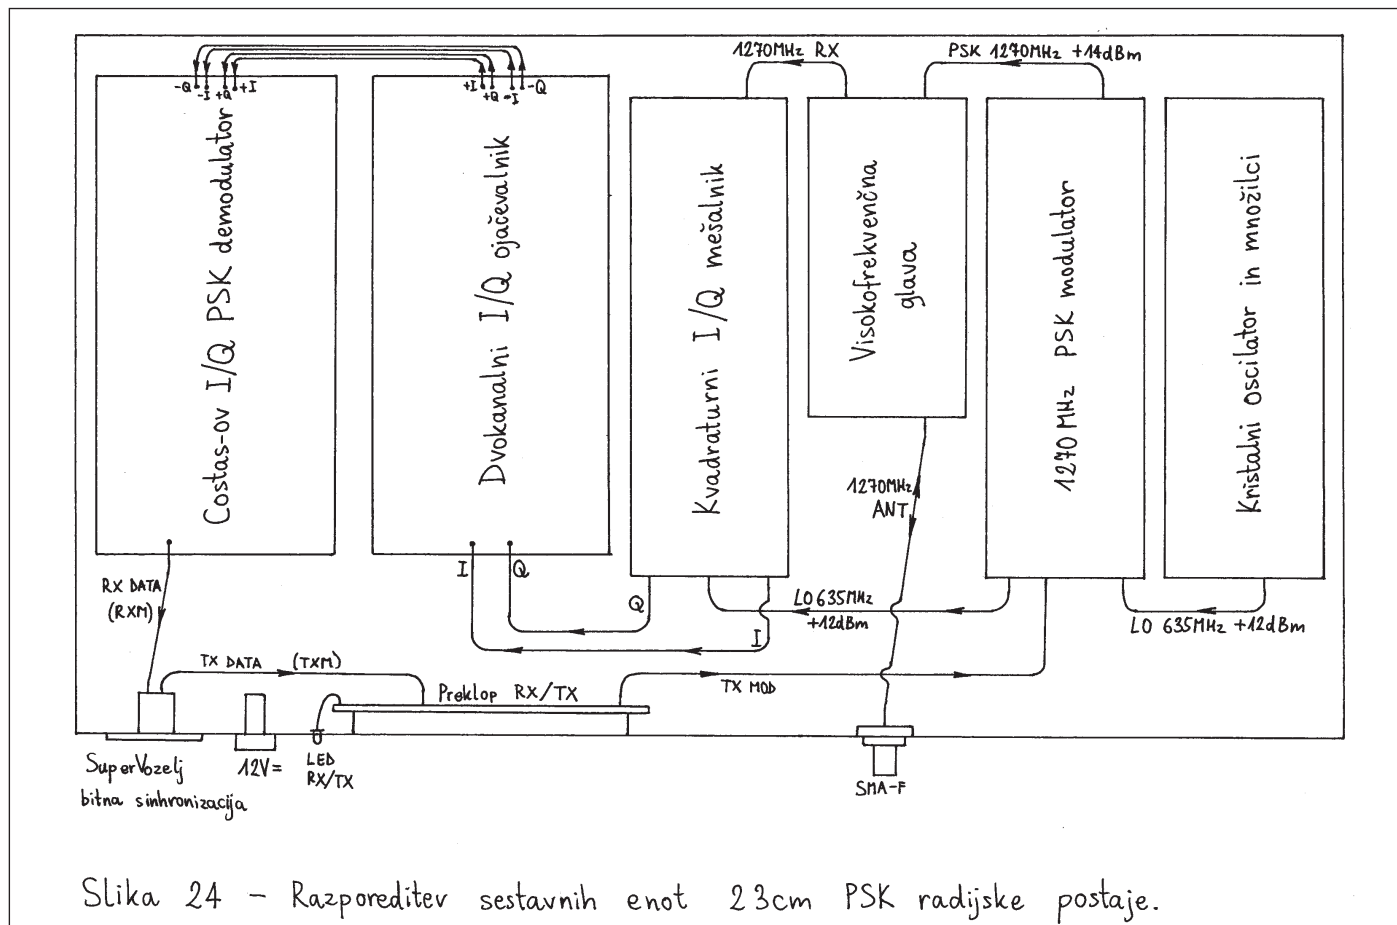 1270MHz RX
PSK 1270MHz +14dBm
-Q -I +Q +I
+I +Q -I -Q
Costas-ov I/Q PSK demodulator
Dvokanalni I/Q ojačevalnik
Kvadraturni I/Q mešalnik
Visokofrekvenčna
glava
1270MHz PSK modulator
Kristalni oscilator in množilci
1270MHz
ANT
I
Q
Q
I
RX DATA
(RXM)
LO 635MHz
+12dBm
LO 635MHz +12dBm
TX DATA (TXM)
Preklop RX/TX
TX MOD
SuperVozelj
bitna sinhronizacija
12V=
LED
RX/TX
SMA-F
Slika 24 - Razporeditev sestavnih enot 23cm PSK radijske postaje.